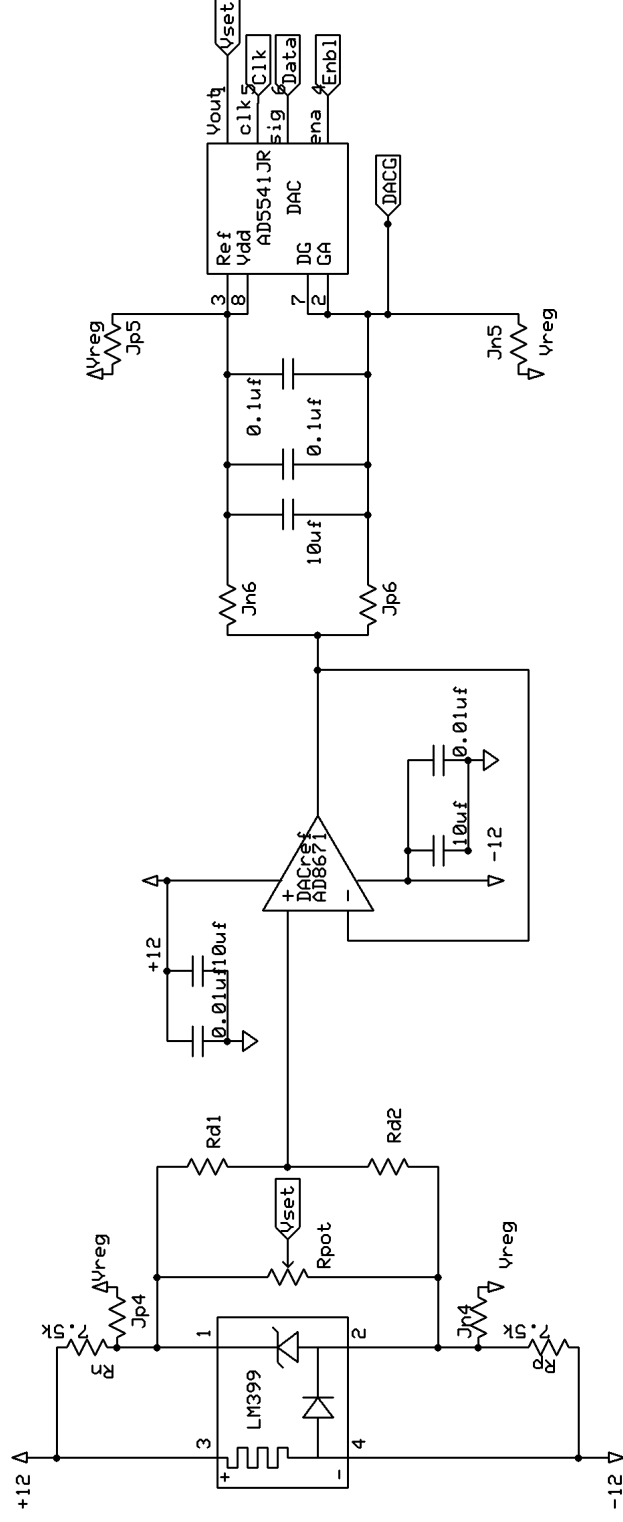 +12
-12
3
4
+
-
LM399
1
2
Rn
7.5k
Jp4
Vreg
Rp
7.5k
Jn4
Vreg
Rpot
Vset
Rd1
Rd2
+12
0.01uf
10uf
+
-
DACref
AD8671
-12
10uf
0.01uf
Jn6
Jp6
10uf
0.1uf
0.1uf
Vreg
Jp5
Jn5
Vreg
3
8
7
2
Ref
Vdd
DG
GA
AD5541JR
DAC
DACG
Vout
1
clk
5
sig
6
ena
4
Vset
Clk
Data
Enbl